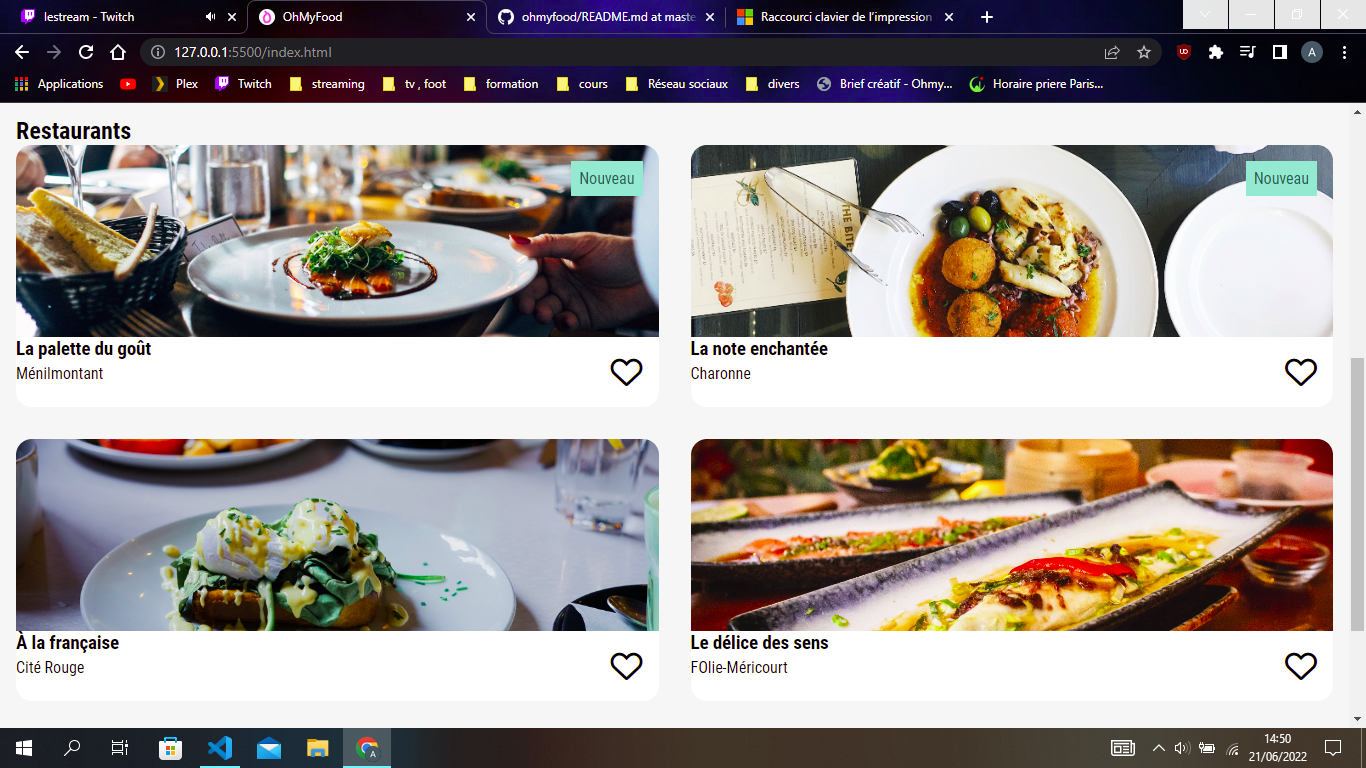 lestream - Twitch
OhMyFood
ohmyfood/README.md at maste
Raccourci clavier de l'impression
127.0.0.1:5500/index.html
A
Applications
Plex
Twitch
streaming
tv , foot
formation
cours
Réseau sociaux
divers
Brief créatif - Ohmy...
Horaire priere Paris...
Restaurants
Nouveau
Nouveau
THE BITE
La palette du goût
Ménilmontant
La note enchantée
Charonne
À la française
Cité Rouge
Le délice des sens
FOlie-Méricourt
14:50
21/06/2022